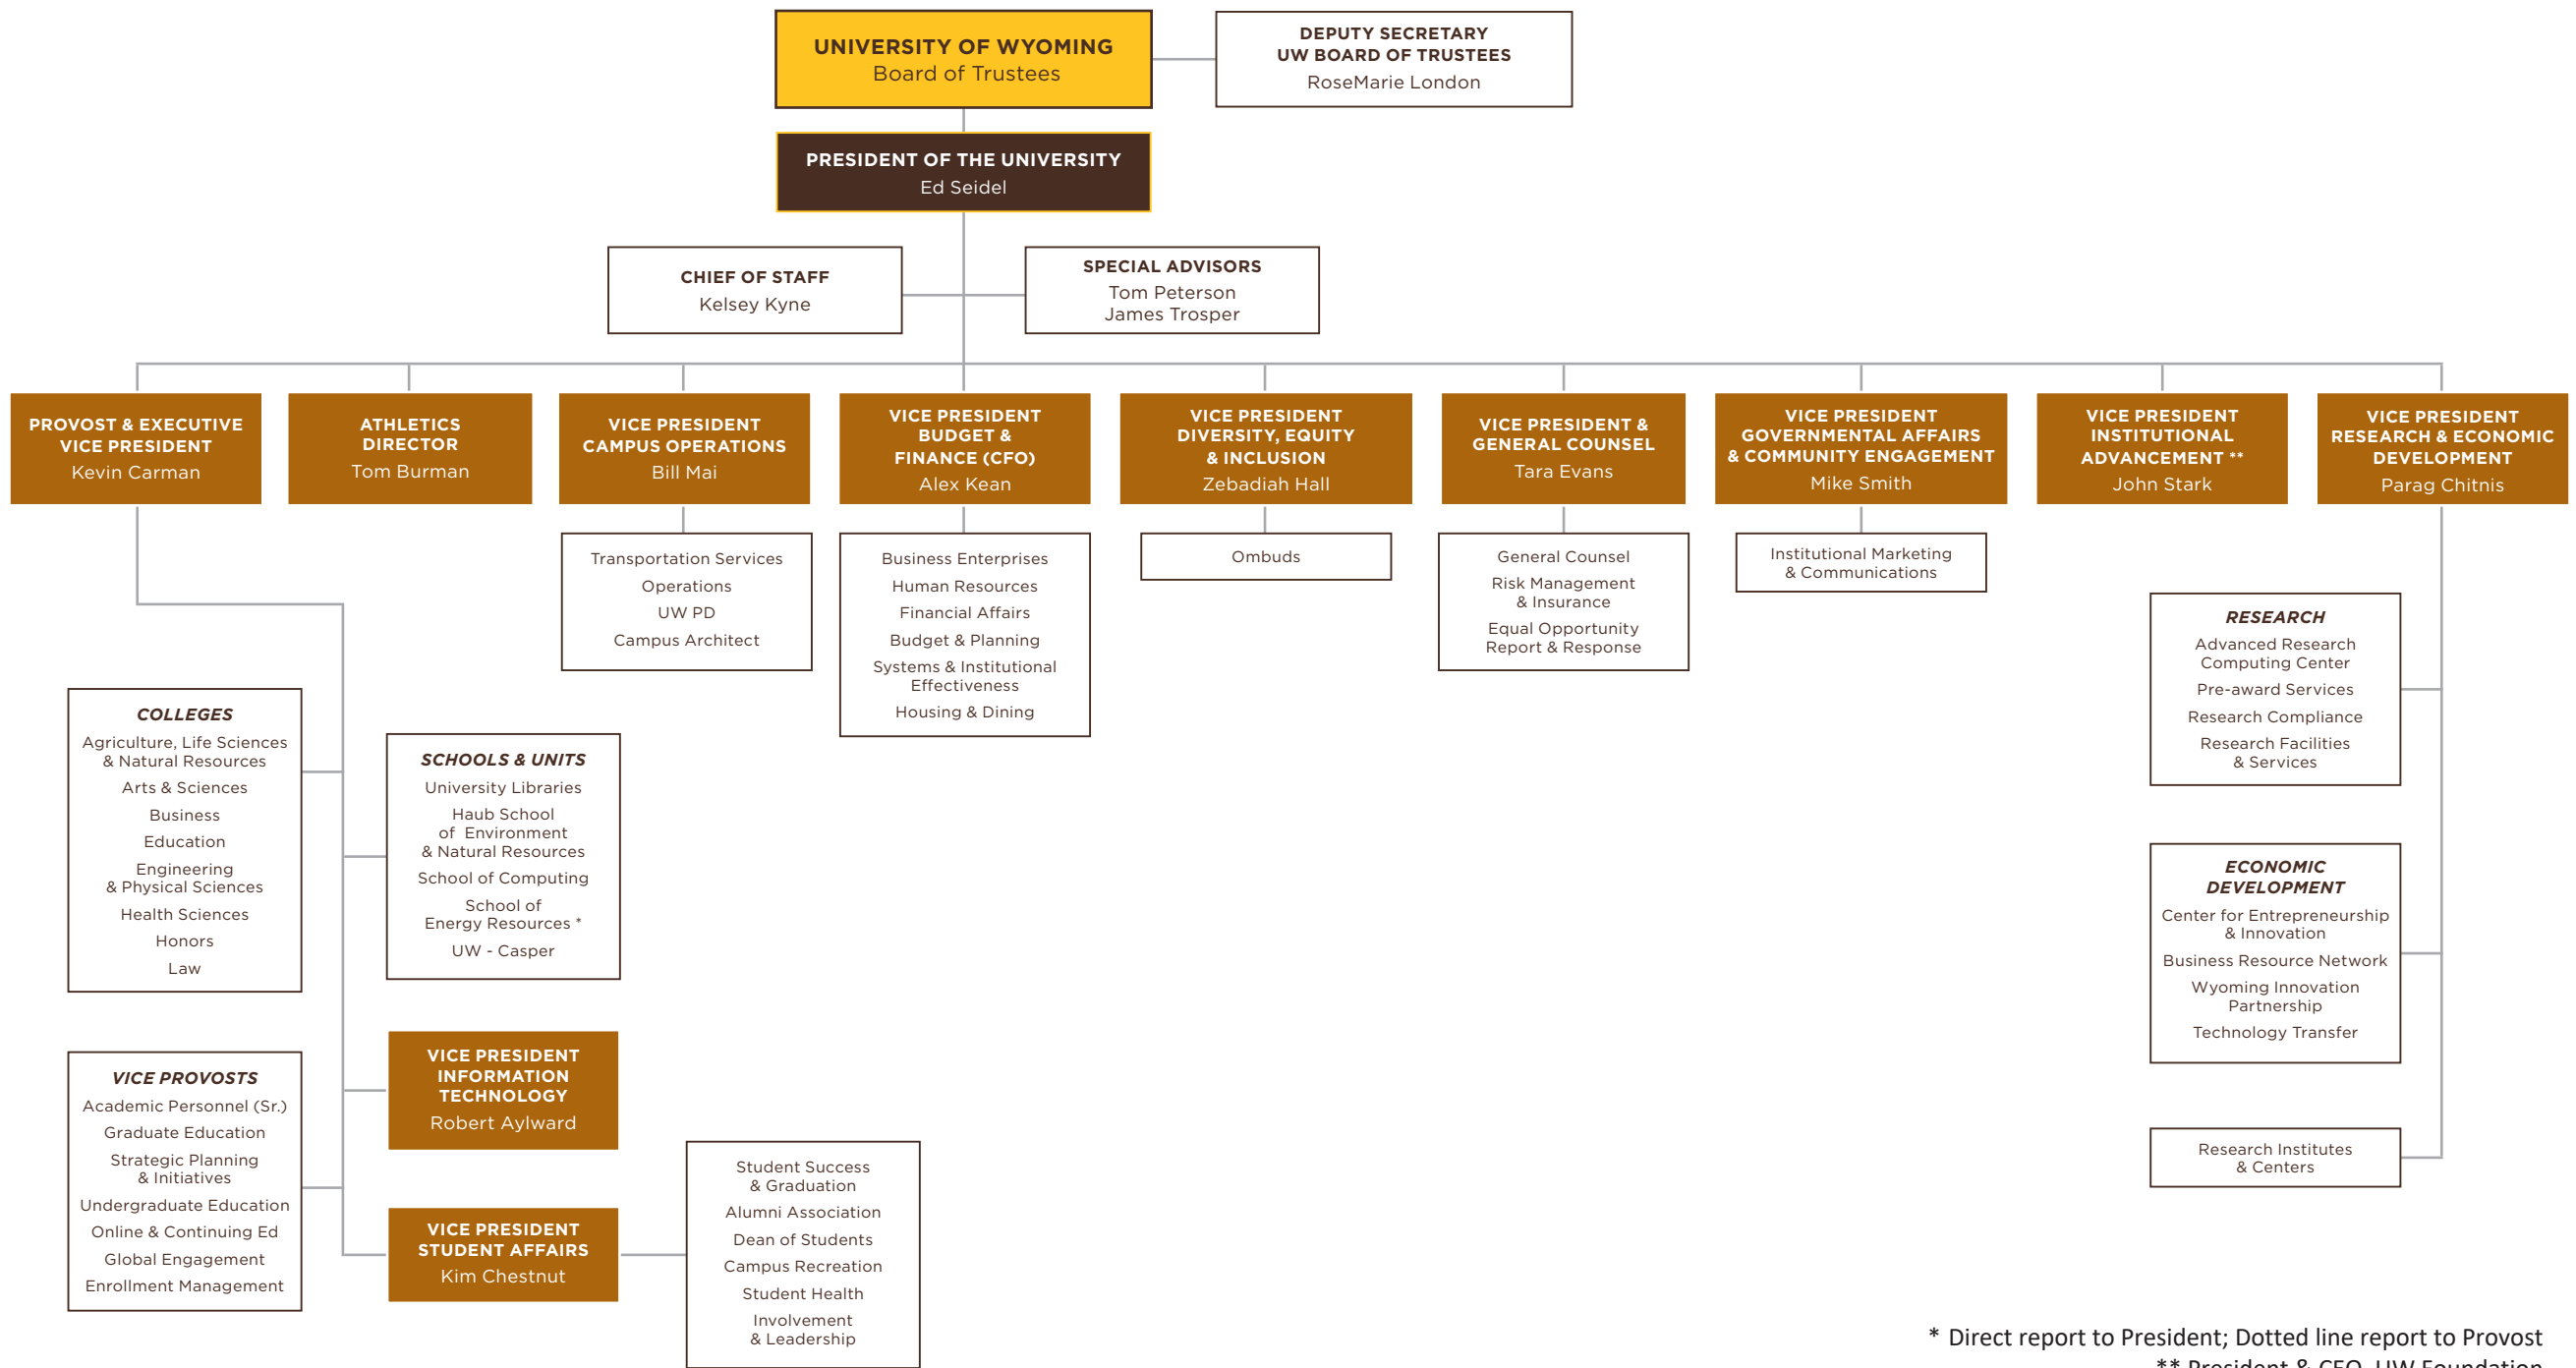 UNIVERSITY OF WYOMING
Board of Trustees
DEPUTY SECRETARY
UW BOARD OF TRUSTEES
RoseMarie London
PRESIDENT OF THE UNIVERSITY
Ed Seidel
CHIEF OF STAFF
Kelsey Kyne
SPECIAL ADVISORS
Tom Peterson
James Trosper
PROVOST & EXECUTIVE
VICE PRESIDENT
Kevin Carman
ATHLETICS
DIRECTOR
Tom Burman
VICE PRESIDENT
CAMPUS OPERATIONS
Bill Mai
VICE PRESIDENT
BUDGET &
FINANCE (CFO)
Alex Kean
VICE PRESIDENT
DIVERSITY, EQUITY
& INCLUSION
Zebadiah Hall
VICE PRESIDENT &
GENERAL COUNSEL
Tara Evans
VICE PRESIDENT
GOVERNMENTAL AFFAIRS
& COMMUNITY ENGAGEMENT
Mike Smith
VICE PRESIDENT
INSTITUTIONAL
ADVANCEMENT **
John Stark
VICE PRESIDENT
RESEARCH & ECONOMIC
DEVELOPMENT
Parag Chitnis
Transportation Services
Operations
UW PD
Campus Architect
Business Enterprises
Human Resources
Financial Affairs
Budget & Planning
Systems & Institutional
Effectiveness
Housing & Dining
Ombuds
General Counsel
Risk Management
& Insurance
Equal Opportunity
Report & Response
Institutional Marketing
& Communications
RESEARCH
Advanced Research
Computing Center
Pre-award Services
Research Compliance
Research Facilities
& Services
COLLEGES
Agriculture, Life Sciences
& Natural Resources
Arts & Sciences
Business
Education
Engineering
& Physical Sciences
Health Sciences
Honors
Law
SCHOOLS & UNITS
University Libraries
Haub School
of Environment
& Natural Resources
School of Computing
School of
Energy Resources *
UW - Casper
ECONOMIC
DEVELOPMENT
Center for Entrepreneurship
& Innovation
Business Resource Network
Wyoming Innovation
Partnership
Technology Transfer
VICE PROVOSTS
Academic Personnel (Sr.)
Graduate Education
Strategic Planning
& Initiatives
Undergraduate Education
Online & Continuing Ed
Global Engagement
Enrollment Management
VICE PRESIDENT
INFORMATION
TECHNOLOGY
Robert Aylward
VICE PRESIDENT
STUDENT AFFAIRS
Kim Chestnut
Student Success
& Graduation
Alumni Association
Dean of Students
Campus Recreation
Student Health
Involvement
& Leadership
Research Institutes
& Centers
* Direct report to President; Dotted line report to Provost
** President & CEO, UW Foundation